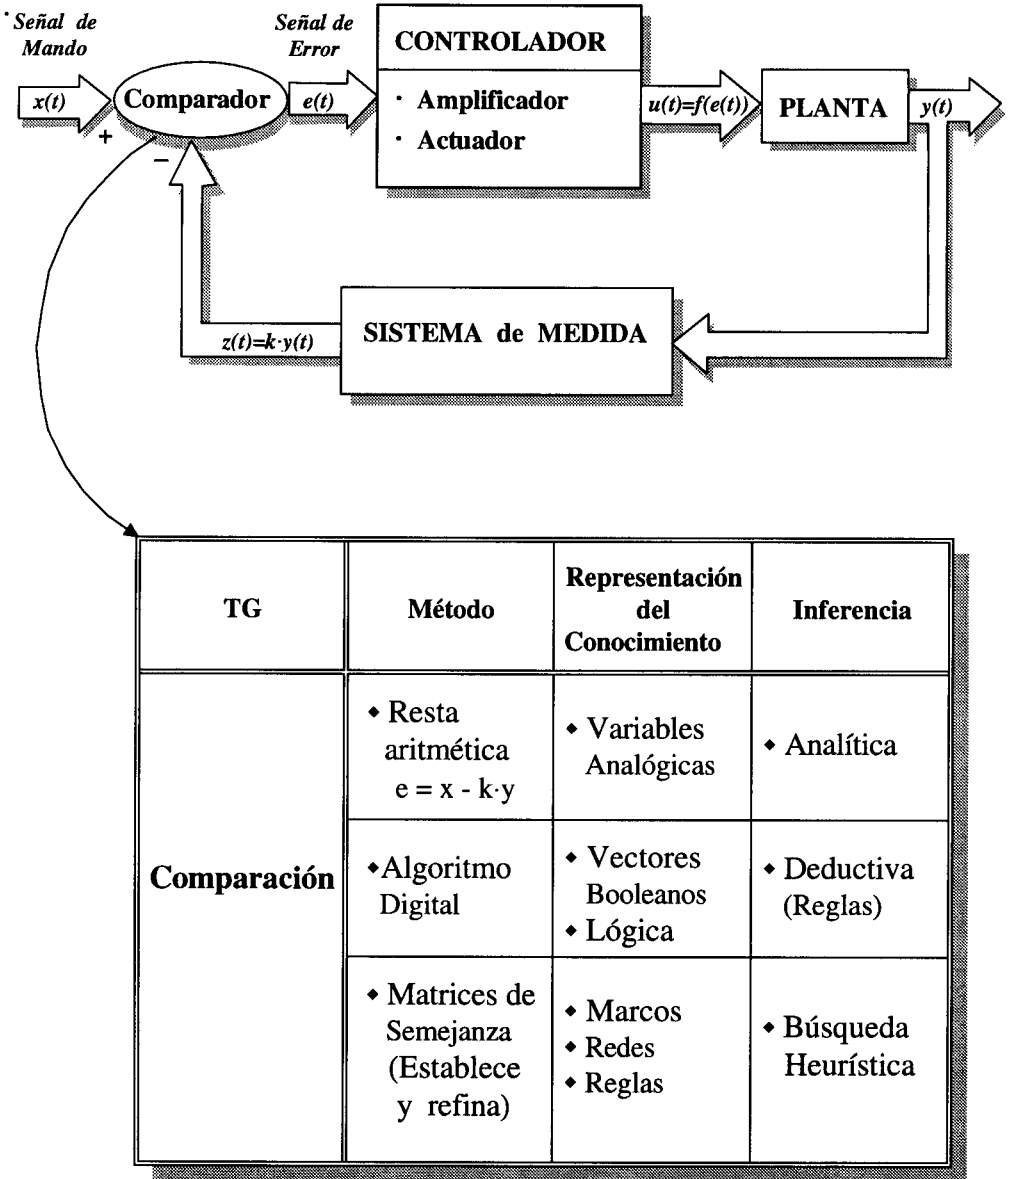 Señal de
Mando
Señal de
Error
CONTROLADOR
x(t)
Comparador
e(t)
· Amplificador
· Actuador
u(t)=f(e(t))
PLANTA
y(t)
+
−
SISTEMA de MEDIDA
z(t)=k·y(t)
TG
Método
Representación
del
Conocimiento
Inferencia
Comparación
◆ Resta
aritmética
e = x - k·y
◆ Variables
Analógicas
◆ Analítica
◆Algoritmo
Digital
◆ Vectores
Booleanos
◆ Lógica
◆ Deductiva
(Reglas)
◆ Matrices de
Semejanza
(Establece
y refina)
◆ Marcos
◆ Redes
◆ Reglas
◆ Búsqueda
Heurística